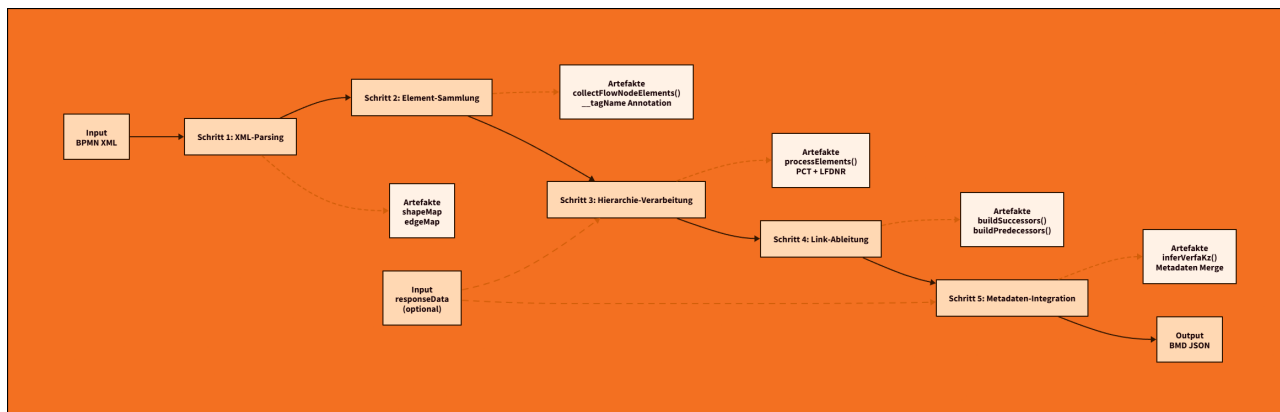 Input
BPMN XML
Schritt 1: XML-Parsing
Schritt 2: Element-Sammlung
Artefakte
collectFlowNodeElements()
__tagName Annotation
Artefakte
shapeMap
edgeMap
Schritt 3: Hierarchie-Verarbeitung
Artefakte
processElements()
PCT + LFDNR
Input
responseData
(optional)
Schritt 4: Link-Ableitung
Artefakte
buildSuccessors()
buildPredecessors()
Schritt 5: Metadaten-Integration
Artefakte
inferVerfaKz()
Metadaten Merge
Output
BMD JSON